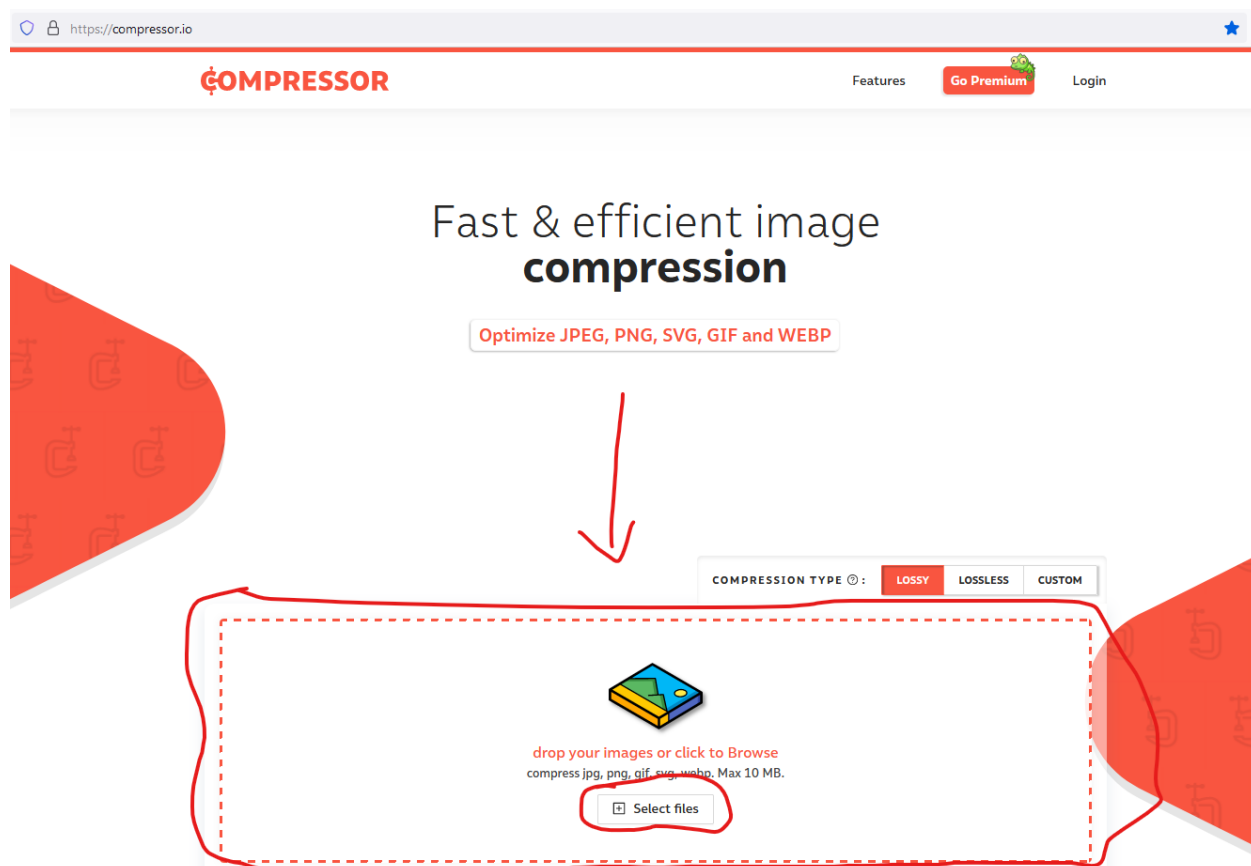 https://compressor.io
COMPRESSOR
Features
Go Premium
Login
Fast & efficient image
compression
Optimize JPEG, PNG, SVG, GIF and WEBP
COMPRESSION TYPE ? :
LOSSY
LOSSLESS
CUSTOM
drop your images or click to Browse
compress jpg, png, gif, svg, webp. Max 10 MB.
Select files